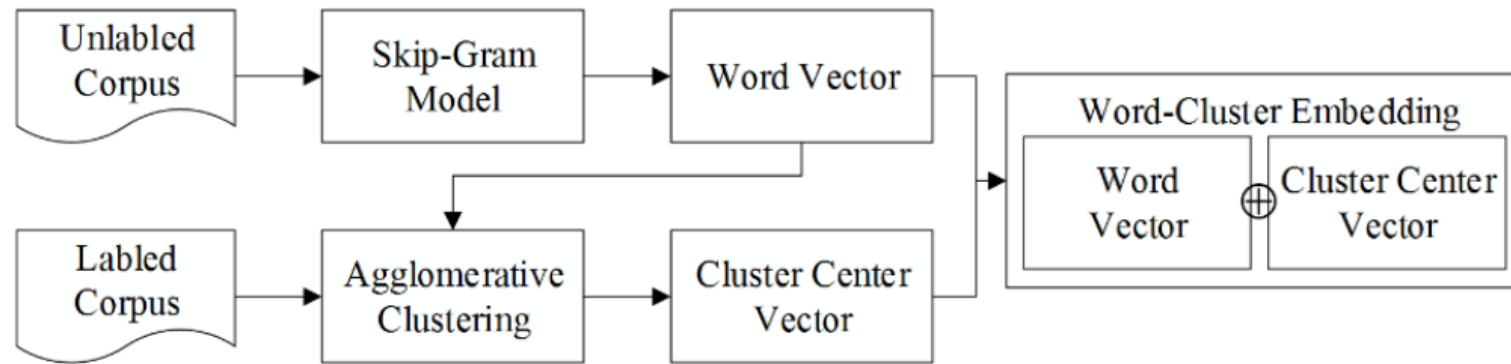 Unlabled
Corpus
Skip-Gram
Model
Word Vector
Word-Cluster Embedding
Word
Vector
Cluster Center
Vector
Labled
Corpus
Agglomerative
Clustering
Cluster Center
Vector